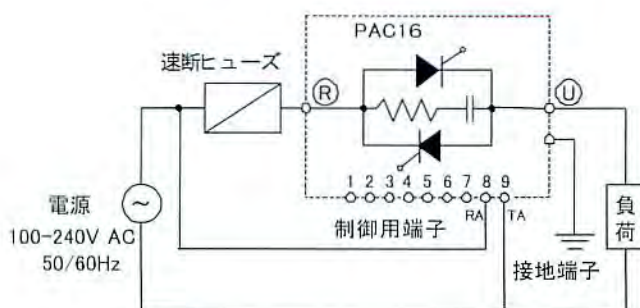 PAC16
速断ヒューズ
R
U
1 2 3 4 5 6 7 8 9
RA TA
制御用端子
電源
100-240V AC
50/60Hz
負荷
接地端子